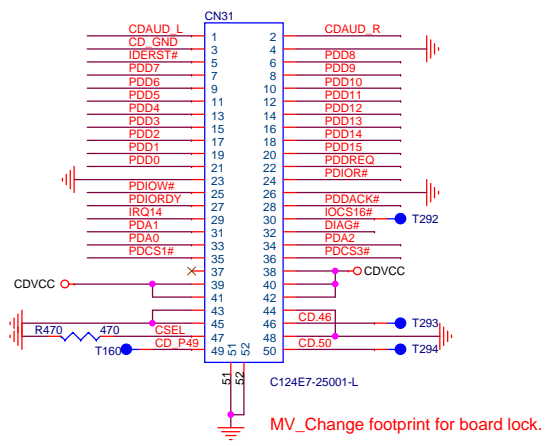 CN31
CDAUD_L 1 2 CDAUD_R
CD_GND 3 4
IDERST# 5 6 PDD8
PDD7 7 8 PDD9
PDD6 9 10 PDD10
PDD5 11 12 PDD11
PDD4 13 14 PDD12
PDD3 15 16 PDD13
PDD2 17 18 PDD14
PDD1 19 20 PDD15
PDD0 21 22 PDDREQ
23 24 PDIOR#
PDIOW# 25 26
PDIORDY 27 28 PDDACK#
IRQ14 29 30 IOCS16# T292
PDA1 31 32 DIAG#
PDA0 33 34 PDA2
PDCS1# 35 36 PDCS3#
37 38 CDVCC
CDVCC 39 40
41 42
43 44
45 46 CD.46 T293
R470 470 CSEL 47 48
T160 CD_P49 49 50 CD.50 T294
51 52
51 52
C124E7-25001-L
MV_Change footprint for board lock.